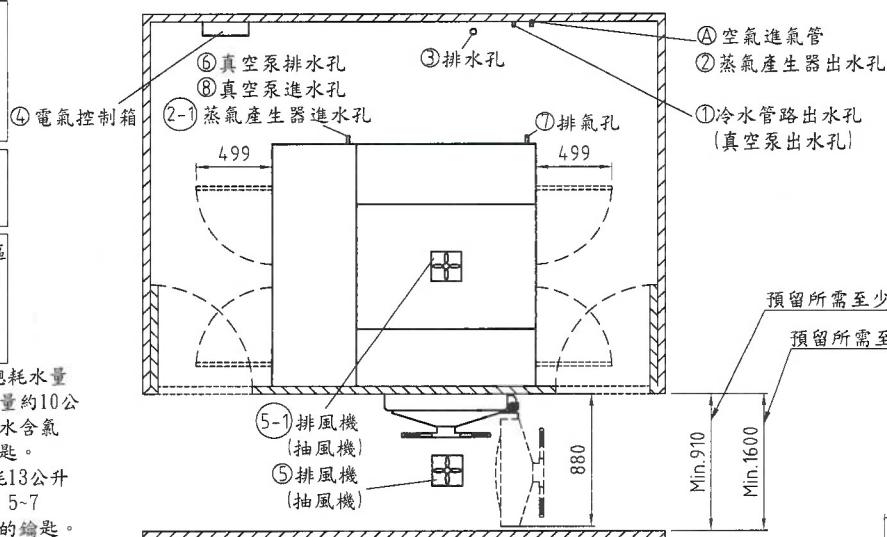 Ⓐ 空氣進氣管
② 蒸氣產生器出水孔
③排水孔
⑥真空泵排水孔
⑧真空泵進水孔
②-1 蒸氣產生器進水孔
④電氣控制箱
①冷水管路出水孔
(真空泵出水孔)
⑦排氣孔
499
499
預留所需至少
預留所需至
耗水量
量約10公
水含氣
匙。
耗13公升
5~7
的鑰匙。
⑤-1 排風機
(抽風機)
⑤排風機
(抽風機)
880
Min.910
Min.1600